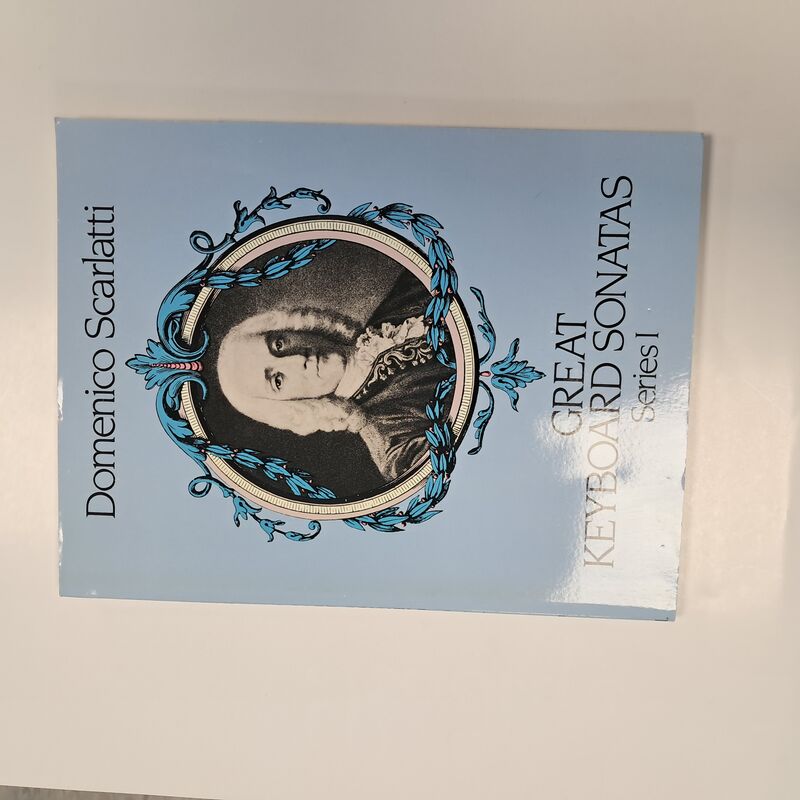 Domenico Scarlatti
GREAT
KEYBOARD SONATAS
Series I